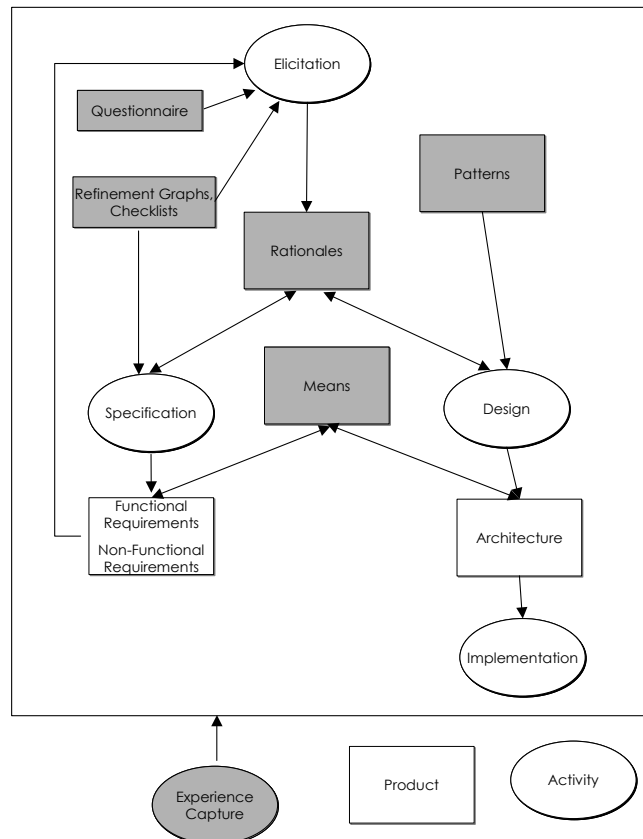 Elicitation
Questionnaire
Refinement Graphs,
Checklists
Patterns
Rationales
Means
Specification
Design
Functional
Requirements
Non-Functional
Requirements
Architecture
Implementation
Experience
Capture
Product
Activity